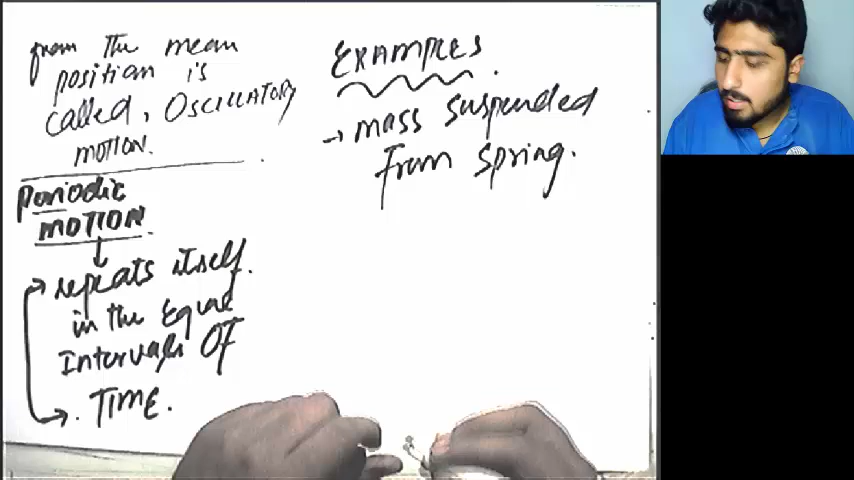 from the mean
position is
called, OSCILLATORY
MOTION.
Periodic
MOTION.
repeats itself.
in the Equal
Intervals OF
. TIME.
EXAMPLES.
→ mass suspended
From spring.